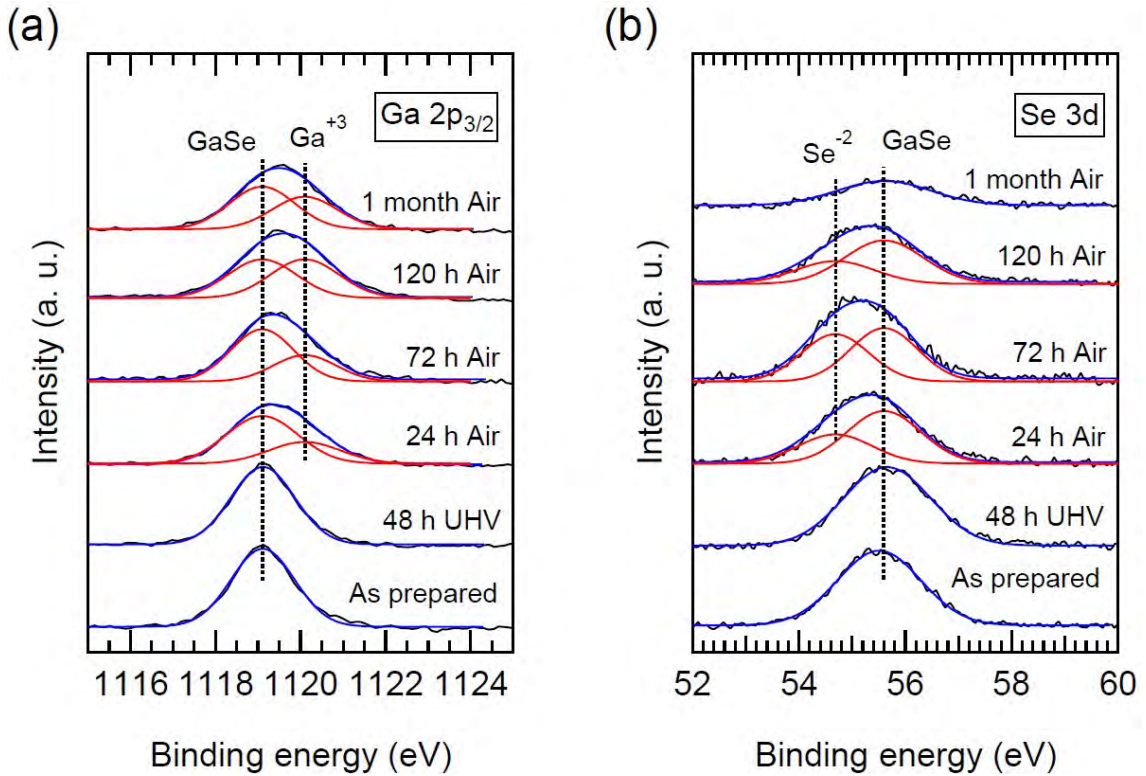 (a)
Ga 2p3/2
GaSe
Ga+3
1 month Air
120 h Air
72 h Air
24 h Air
48 h UHV
As prepared
Intensity (a. u.)
1116 1118 1120 1122 1124
Binding energy (eV)
(b)
Se 3d
Se-2
GaSe
1 month Air
120 h Air
72 h Air
24 h Air
48 h UHV
As prepared
Intensity (a. u.)
52 54 56 58 60
Binding energy (eV)